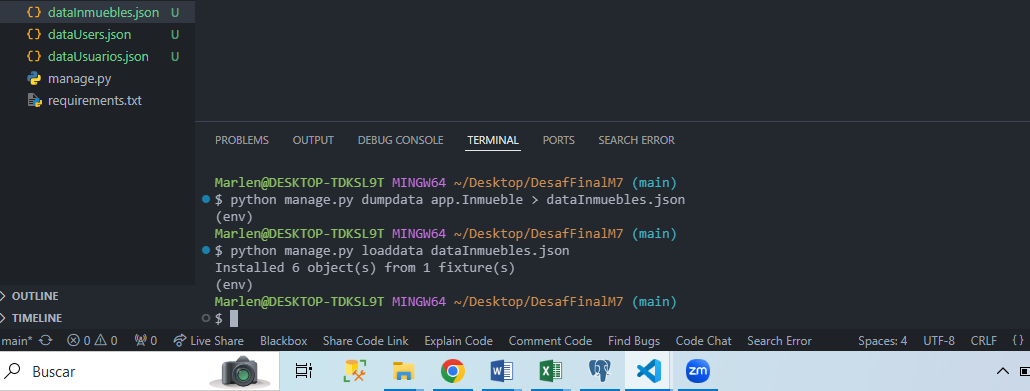 dataInmuebles.json U
dataUsers.json U
dataUsuarios.json U
manage.py
requirements.txt
OUTLINE
TIMELINE
PROBLEMS OUTPUT DEBUG CONSOLE TERMINAL PORTS SEARCH ERROR
Marlen@DESKTOP-TDKSL9T MINGW64 ~/Desktop/DesafFinalM7 (main)
$ python manage.py dumpdata app.Inmueble > dataInmuebles.json
(env)
Marlen@DESKTOP-TDKSL9T MINGW64 ~/Desktop/DesafFinalM7 (main)
$ python manage.py loaddata dataInmuebles.json
Installed 6 object(s) from 1 fixture(s)
(env)
Marlen@DESKTOP-TDKSL9T MINGW64 ~/Desktop/DesafFinalM7 (main)
$
main* 0 0 0 Live Share Blackbox Share Code Link Explain Code Comment Code Find Bugs Code Chat Search Error Spaces: 4 UTF-8 CRLF {}
Buscar W X zm